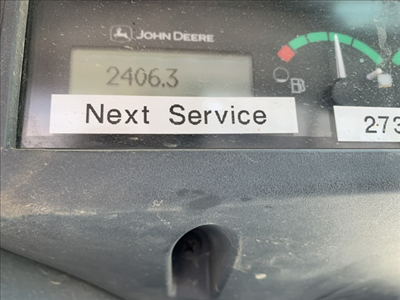 JOHN DEERE
2406.3
Next Service
273